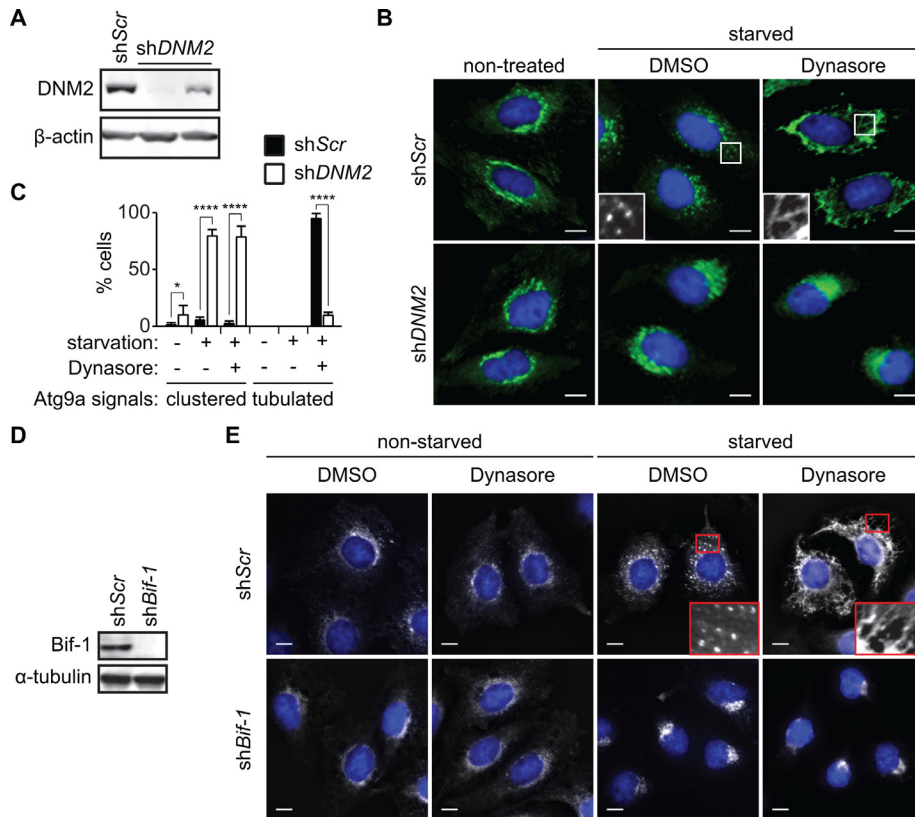 A
shScr
shDNM2
DNM2
β-actin
shScr
shDNM2
B
starved
non-treated
DMSO
Dynasore
shScr
shDNM2
C
% cells
100
50
0
*
****
****
****
starvation: - + + - + +
Dynasore: - - + - - +
Atg9a signals: clustered tubulated
D
shScr
shBif-1
Bif-1
α-tubulin
E
non-starved
starved
DMSO
Dynasore
DMSO
Dynasore
shScr
shBif-1